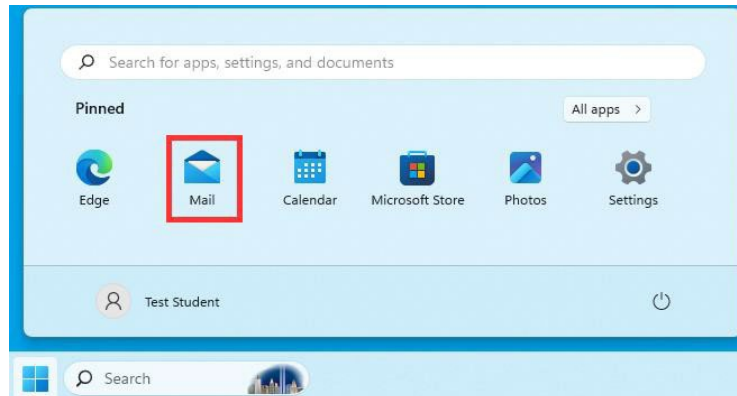 Search for apps, settings, and documents
Pinned
All apps >
Edge Mail Calendar Microsoft Store Photos Settings
Test Student
Search